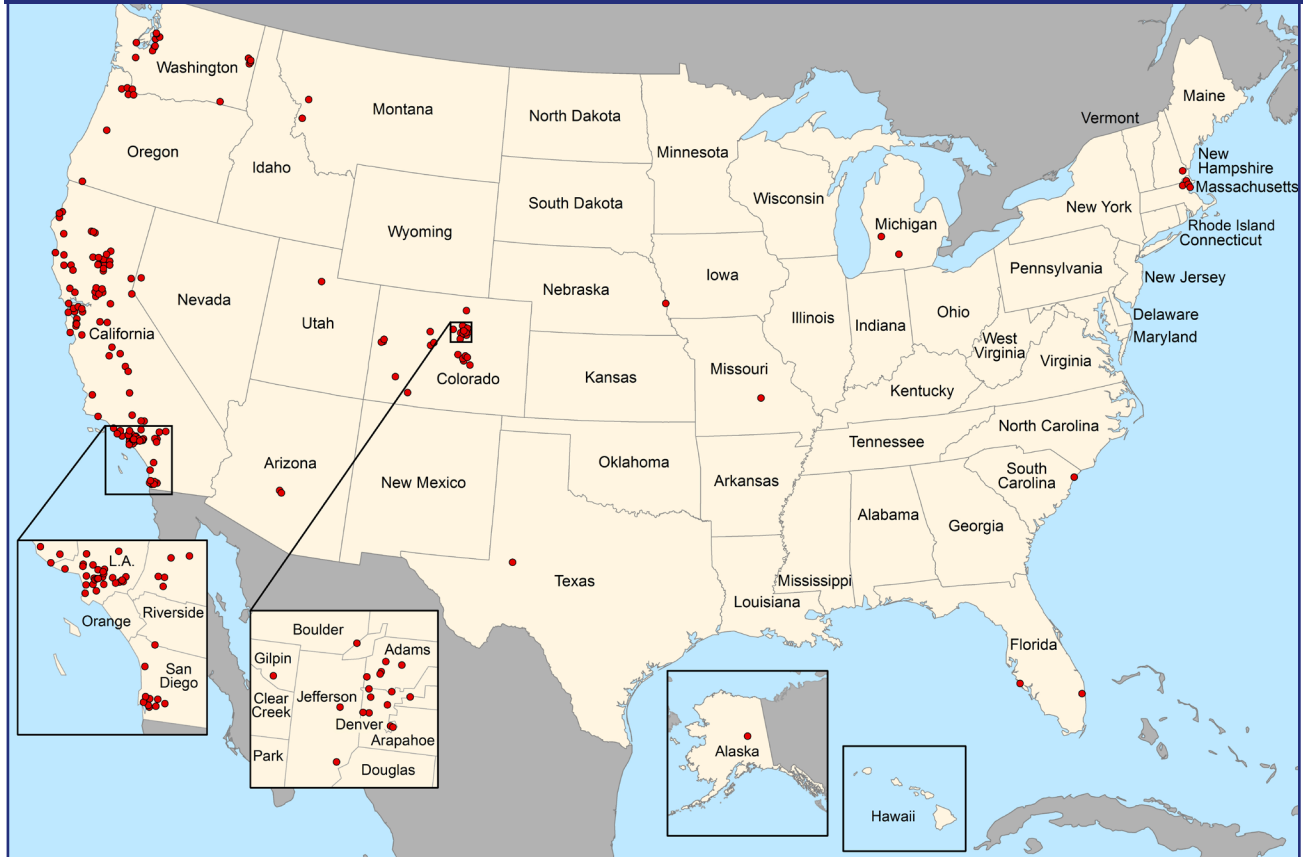 Washington
Montana
North Dakota
Minnesota
Maine
Vermont
Oregon
Idaho
New
Hampshire
Massachusetts
Wisconsin
South Dakota
New York
Michigan
Rhode Island
Connecticut
Wyoming
Pennsylvania
New Jersey
Iowa
Nebraska
Nevada
Utah
Ohio
Illinois
Indiana
Delaware
Maryland
California
West
Virginia
Virginia
Missouri
Kansas
Colorado
Kentucky
North Carolina
Tennessee
Arizona
Oklahoma
New Mexico
Arkansas
South
Carolina
Alabama
Georgia
Texas
Mississippi
Louisiana
Florida
L.A.
Riverside
Orange
San
Diego
Boulder
Gilpin
Adams
Clear
Creek
Jefferson
Denver
Arapahoe
Park
Douglas
Alaska
Hawaii